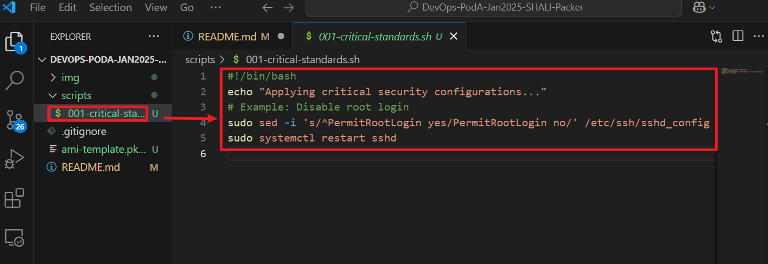 File Edit Selection View Go ... DevOps-PodA-Jan2025-SHALI-Packer
EXPLORER ...
DEVOPS-PODA-JAN2025-...
img
scripts
$ 001-critical-sta... U
.gitignore
ami-template.pk... U
README.md M
1
26
README.md M
$ 001-critical-standards.sh U
scripts > $ 001-critical-standards.sh
1 #!/bin/bash
2 echo "Applying critical security configurations..."
3 # Example: Disable root login
4 sudo sed -i 's/^PermitRootLogin yes/PermitRootLogin no/' /etc/ssh/sshd_config
5 sudo systemctl restart sshd
6